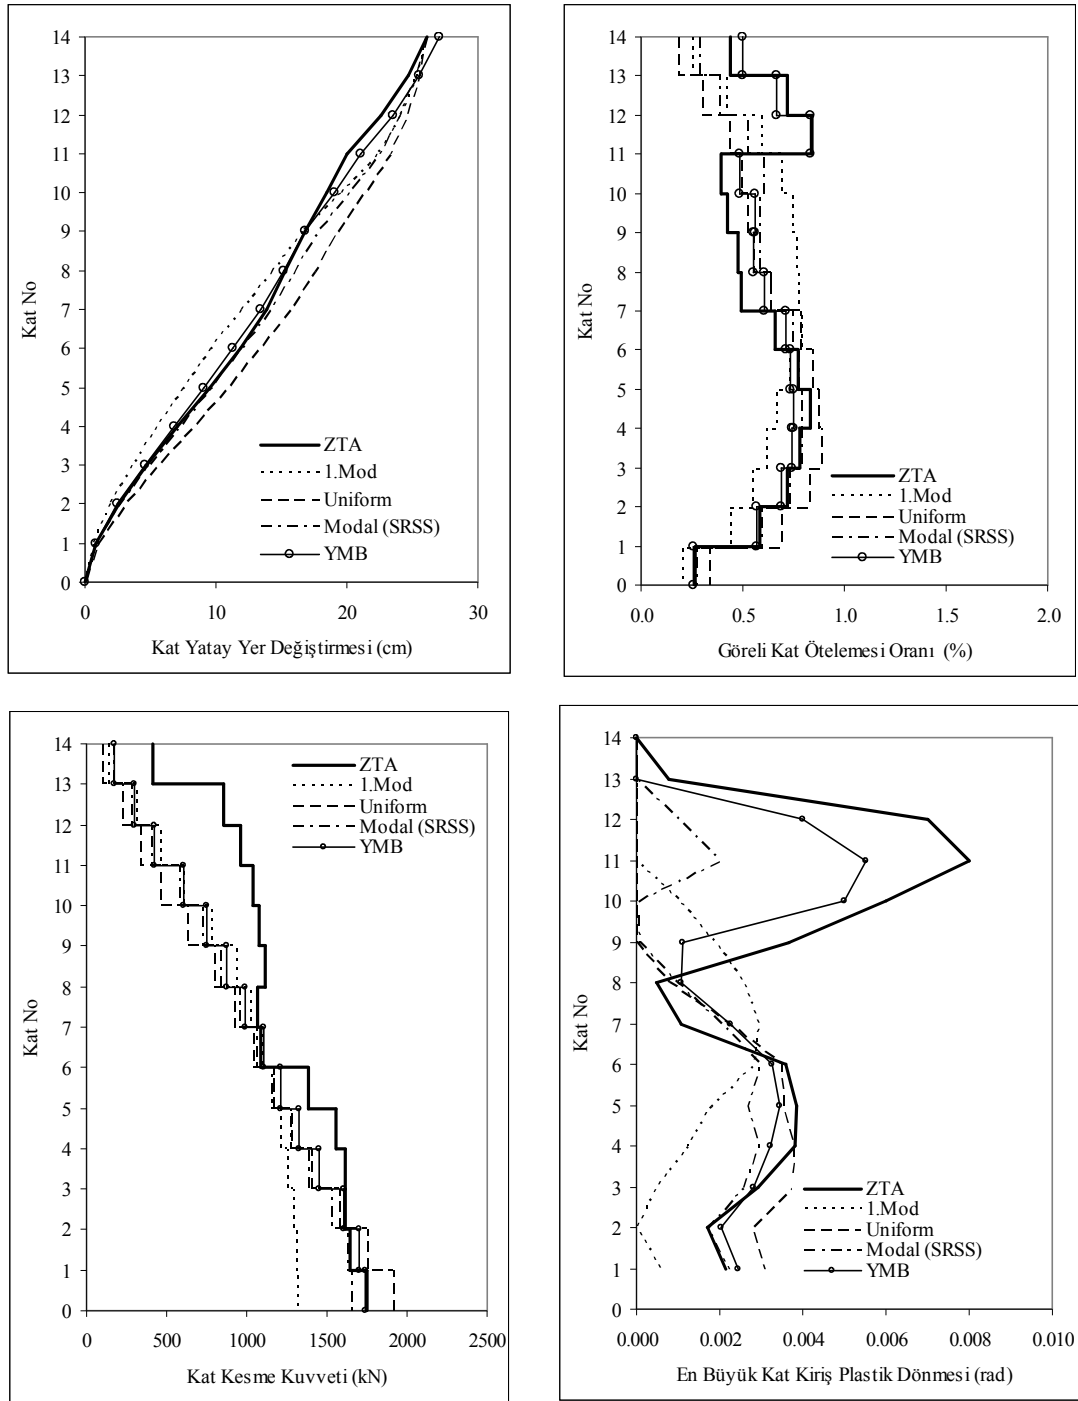 14
13
12
11
10
9
8
7
6
5
4
3
2
1
0
Kat No
ZTA
1.Mod
Uniform
Modal (SRSS)
YMB
0 10 20 30
Kat Yatay Yer Değiştirmesi (cm)
14
13
12
11
10
9
8
7
6
5
4
3
2
1
0
Kat No
ZTA
1.Mod
Uniform
Modal (SRSS)
YMB
0.0 0.5 1.0 1.5 2.0
Göreli Kat Ötelemesi Oranı (%)
14
13
12
11
10
9
8
7
6
5
4
3
2
1
0
Kat No
ZTA
1.Mod
Uniform
Modal (SRSS)
YMB
0 500 1000 1500 2000 2500
Kat Kesme Kuvveti (kN)
14
13
12
11
10
9
8
7
6
5
4
3
2
1
0
Kat No
ZTA
1.Mod
Uniform
Modal (SRSS)
YMB
0.000 0.002 0.004 0.006 0.008 0.010
En Büyük Kat Kiriş Plastik Dönmesi (rad)